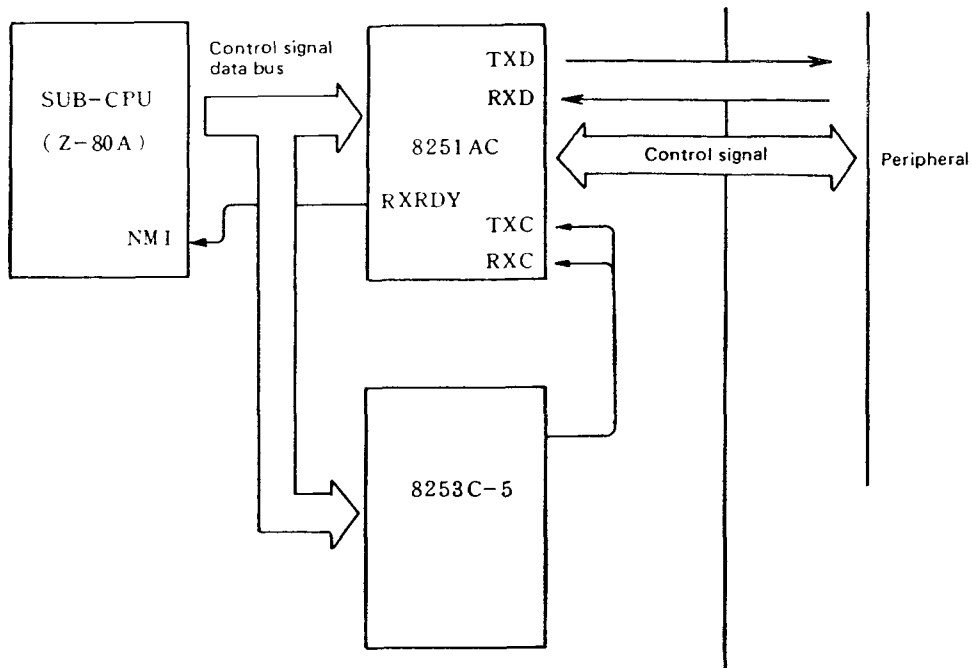 Control signal
data bus
SUB-CPU
(Z-80A)
NMI
TXD
RXD
8251AC
RXRDY
TXC
RXC
Control signal
Peripheral
8253C-5